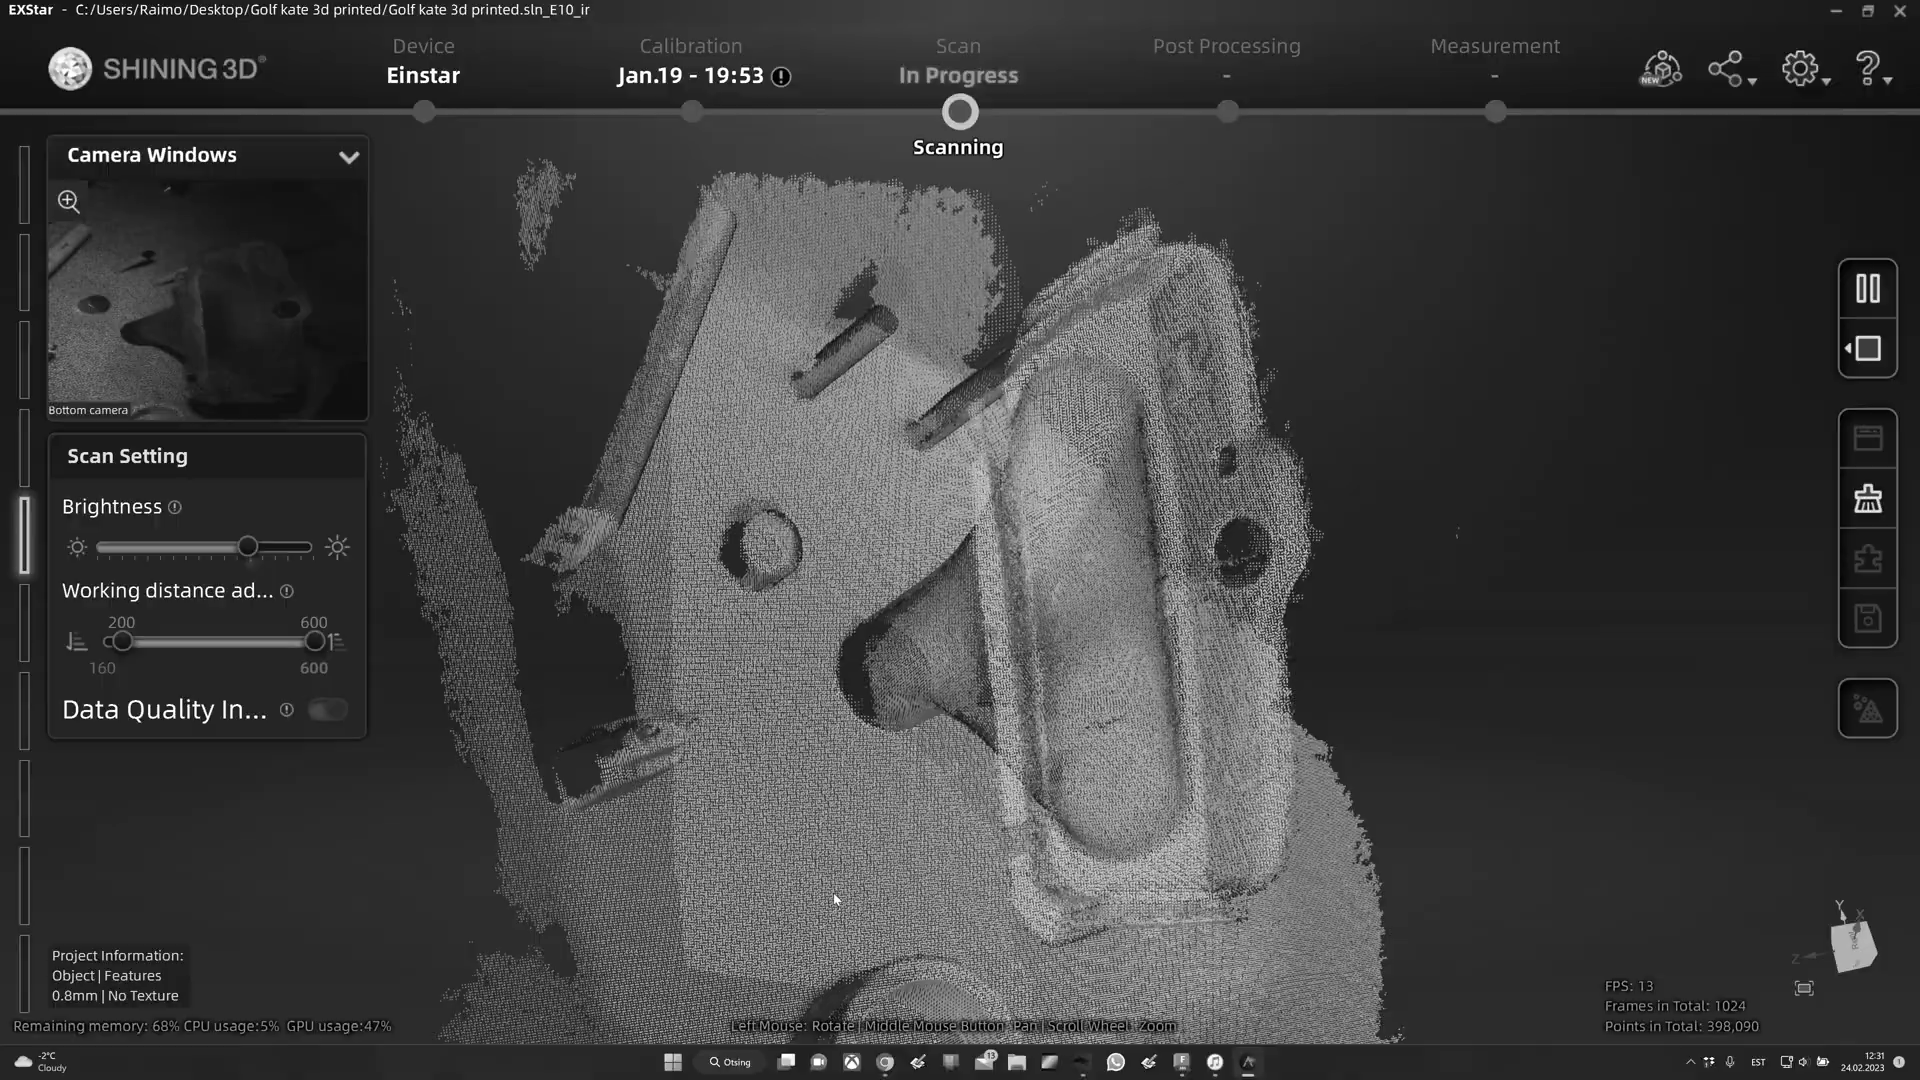 EXStar - C:/Users/Raimo/Desktop/Golf kate 3d printed/Golf kate 3d printed.sln_E10_ir
SHINING 3D®
Device
Einstar
Calibration
Jan.19 - 19:53
Scan
In Progress
Scanning
Post Processing
-
Measurement
-
NEW
Camera Windows
Bottom camera
Scan Setting
Brightness
Working distance ad...
200 600
160 600
Data Quality In...
Project Information:
Object | Features
0.8mm | No Texture
Remaining memory: 68% CPU usage:5% GPU usage:47%
Left Mouse: Rotate | Middle Mouse Button: Pan | Scroll Wheel: Zoom
Y
X
Z
FPS: 13
Frames in Total: 1024
Points in Total: 398,090
-2°C
Cloudy
Otsing
13
EST
12:31
24.02.2023
1